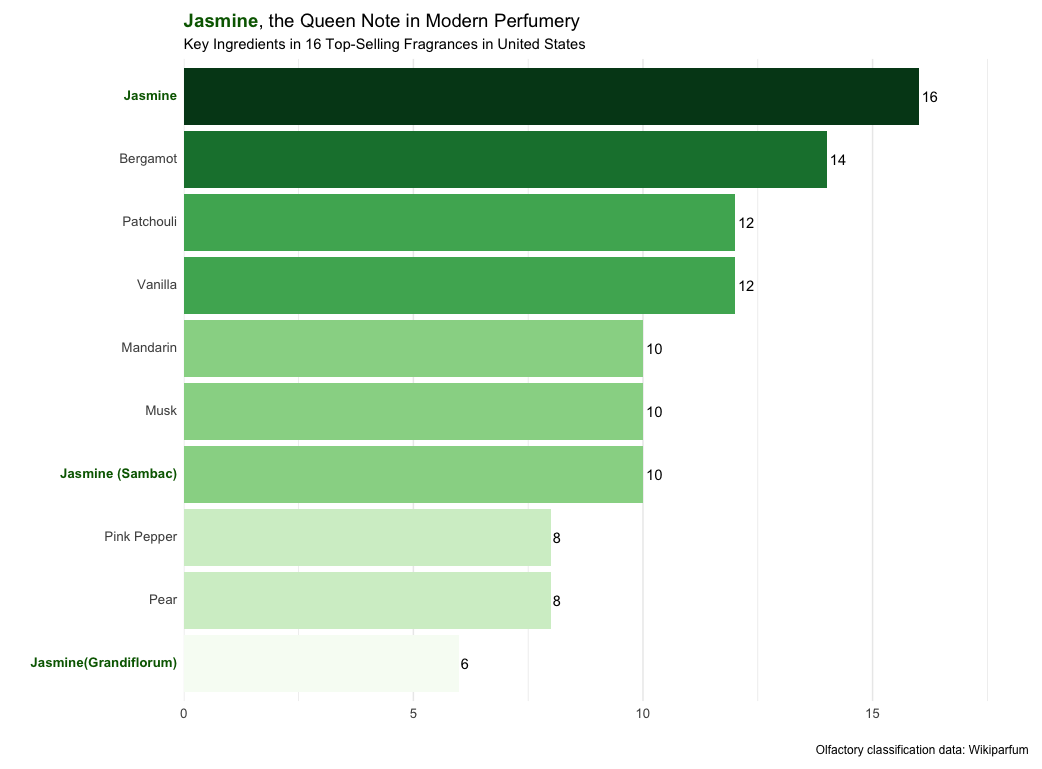 Jasmine, the Queen Note in Modern Perfumery
Key Ingredients in 16 Top-Selling Fragrances in United States
Jasmine 16
Bergamot 14
Patchouli 12
Vanilla 12
Mandarin 10
Musk 10
Jasmine (Sambac) 10
Pink Pepper 8
Pear 8
Jasmine(Grandiflorum) 6
0 5 10 15
Olfactory classification data: Wikiparfum